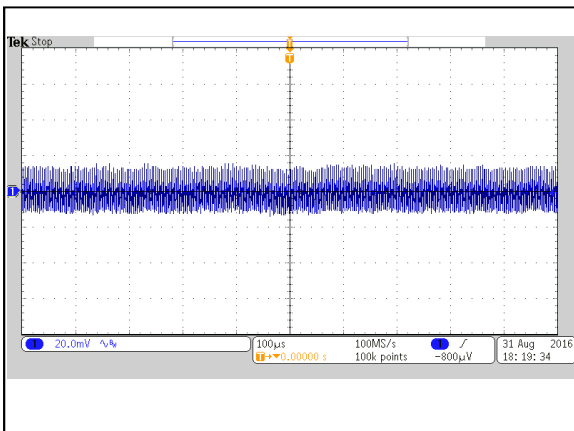 Tek Stop
T
T
T
1 20.0mV
100µs 100MS/s 1
T→▼0.00000 s 100k points −800µV
31 Aug 2016
18:19:34